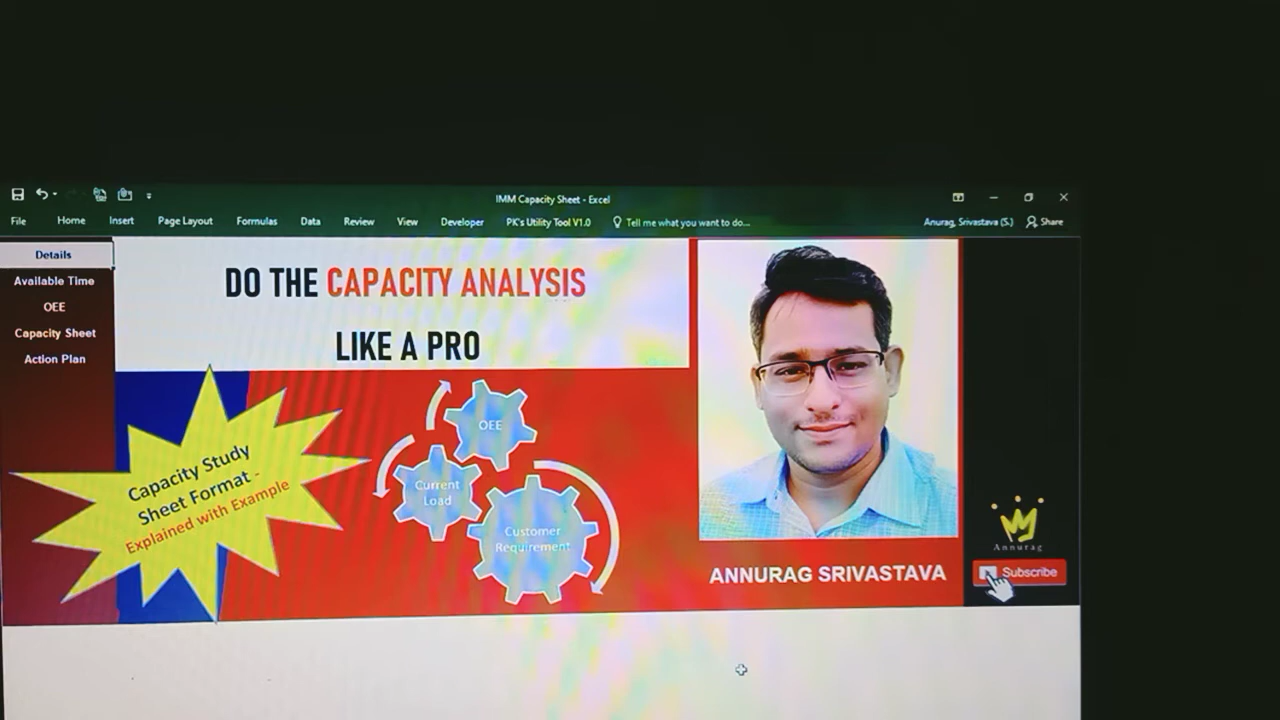 IMM Capacity Sheet - Excel
File Home Insert Page Layout Formulas Data Review View Developer PK's Utility Tool V1.0 Tell me what you want to do... Anurag, Srivastava (S.) Share
Details
Available Time
OEE
Capacity Sheet
Action Plan
DO THE CAPACITY ANALYSIS
LIKE A PRO
Capacity Study
Sheet Format -
Explained with Example
OEE
Current
Load
Customer
Requirement
ANNURAG SRIVASTAVA
Annurag
Subscribe